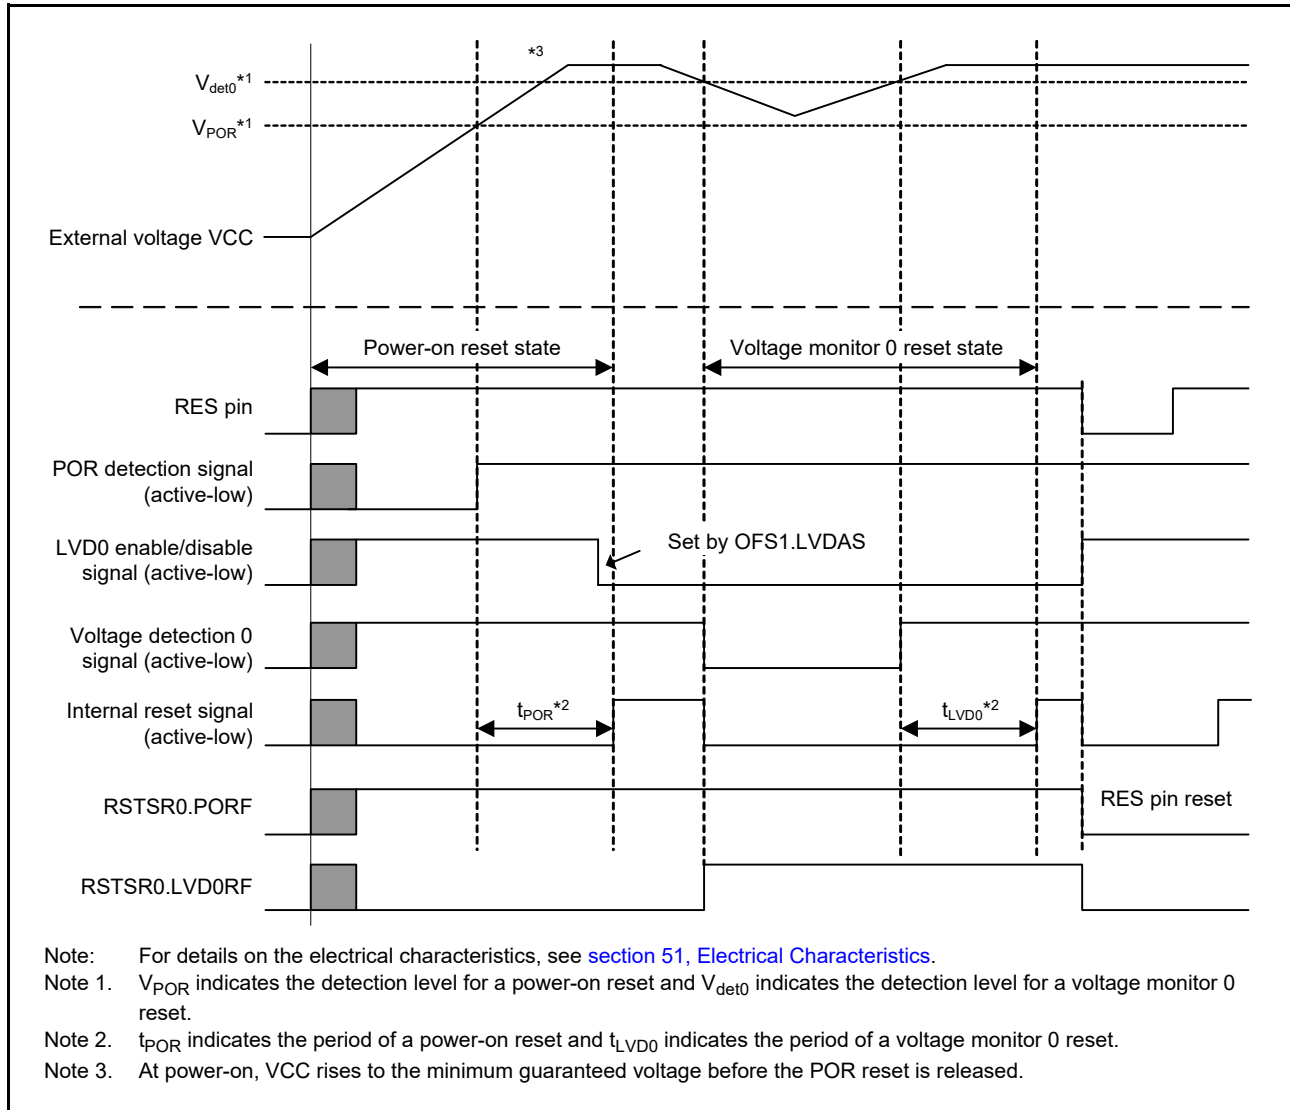 *3
Vdet0*1
VPOR*1
External voltage VCC
Power-on reset state
Voltage monitor 0 reset state
RES pin
POR detection signal
(active-low)
LVD0 enable/disable
signal (active-low)
Set by OFS1.LVDAS
Voltage detection 0
signal (active-low)
Internal reset signal
(active-low)
tPOR*2
tLVD0*2
RSTSR0.PORF
RES pin reset
RSTSR0.LVD0RF
Note: For details on the electrical characteristics, see section 51, Electrical Characteristics.
Note 1. VPOR indicates the detection level for a power-on reset and Vdet0 indicates the detection level for a voltage monitor 0
reset.
Note 2. tPOR indicates the period of a power-on reset and tLVD0 indicates the period of a voltage monitor 0 reset.
Note 3. At power-on, VCC rises to the minimum guaranteed voltage before the POR reset is released.